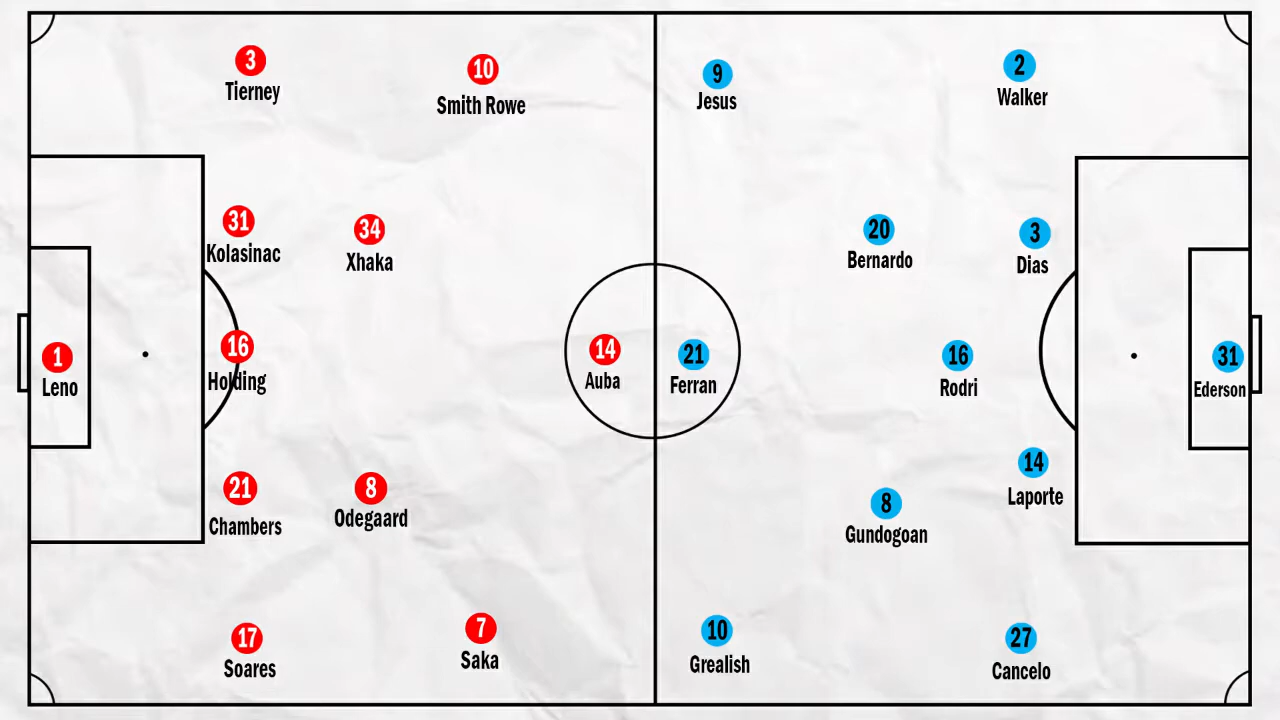 3
Tierney
10
Smith Rowe
9
Jesus
2
Walker
31
Kolasinac
34
Xhaka
20
Bernardo
3
Dias
1
Leno
16
Holding
14
Auba
21
Ferran
16
Rodri
31
Ederson
21
Chambers
8
Odegaard
8
Gundogoan
14
Laporte
17
Soares
7
Saka
10
Grealish
27
Cancelo